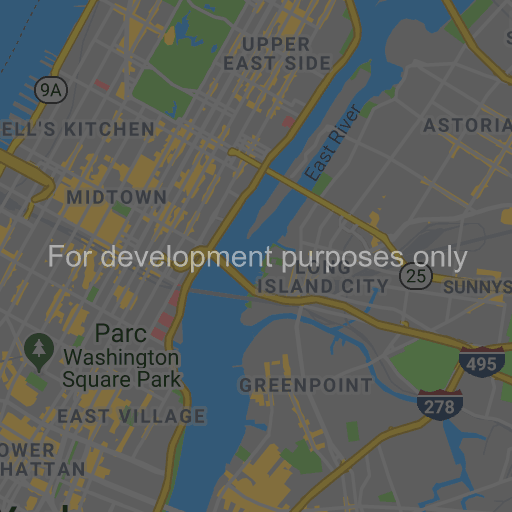 UPPER
EAST SIDE
9A
ELL'S KITCHEN
ASTORIA
East River
MIDTOWN
For development purposes only
LONG
ISLAND CITY
25
SUNNYS
Parc
Washington
Square Park
495
GREENPOINT
278
EAST VILLAGE
OWER
HATTAN